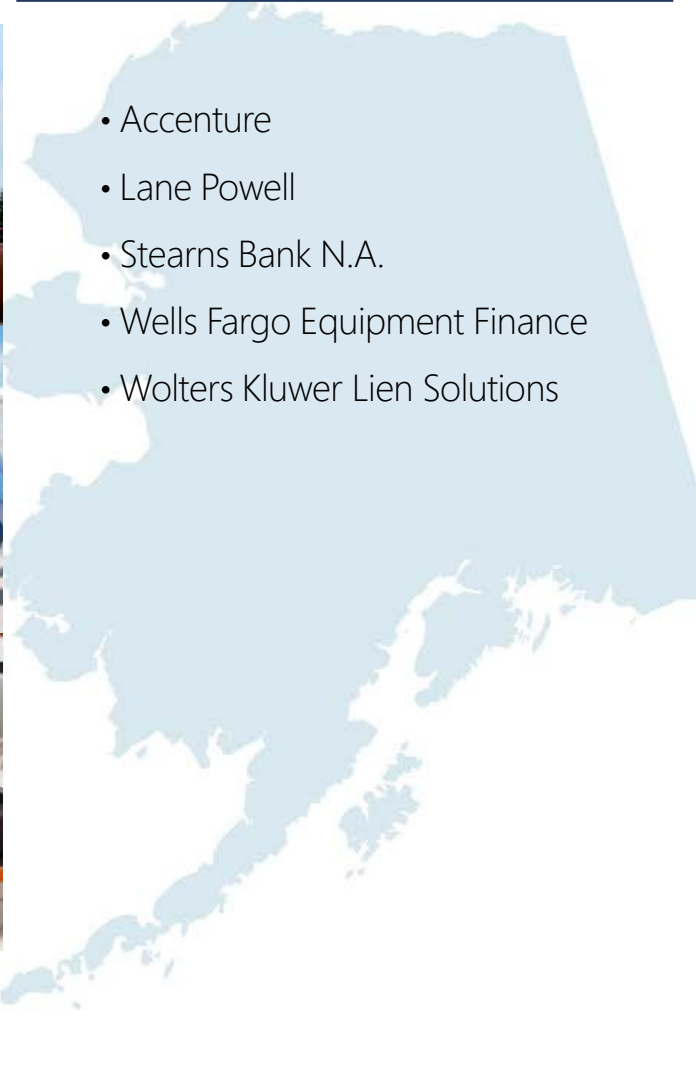 • Accenture
• Lane Powell
• Stearns Bank N.A.
• Wells Fargo Equipment Finance
• Wolters Kluwer Lien Solutions